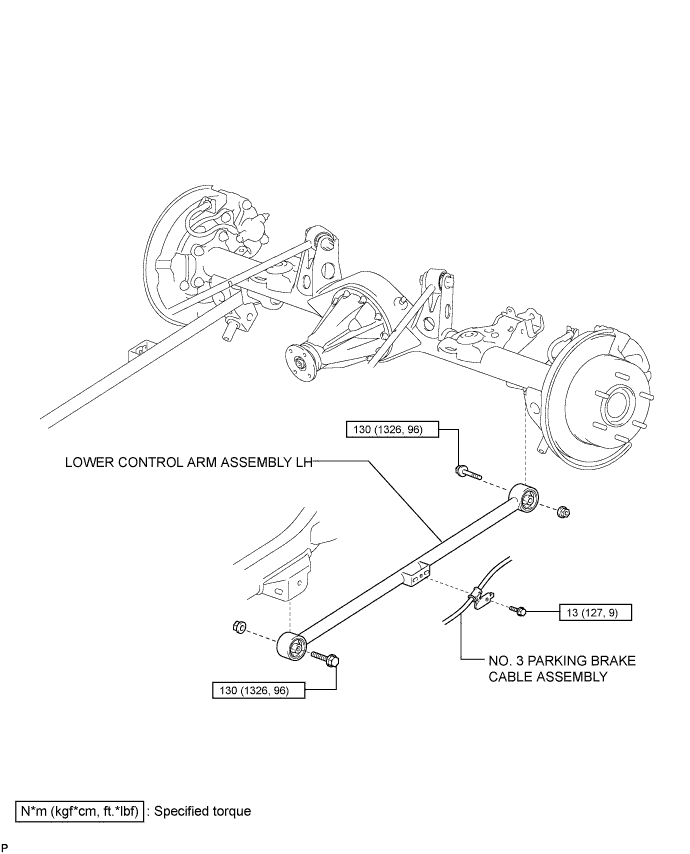 130 (1326, 96)
LOWER CONTROL ARM ASSEMBLY LH
13 (127, 9)
NO. 3 PARKING BRAKE
CABLE ASSEMBLY
130 (1326, 96)
N*m (kgf*cm, ft.*lbf) : Specified torque
P